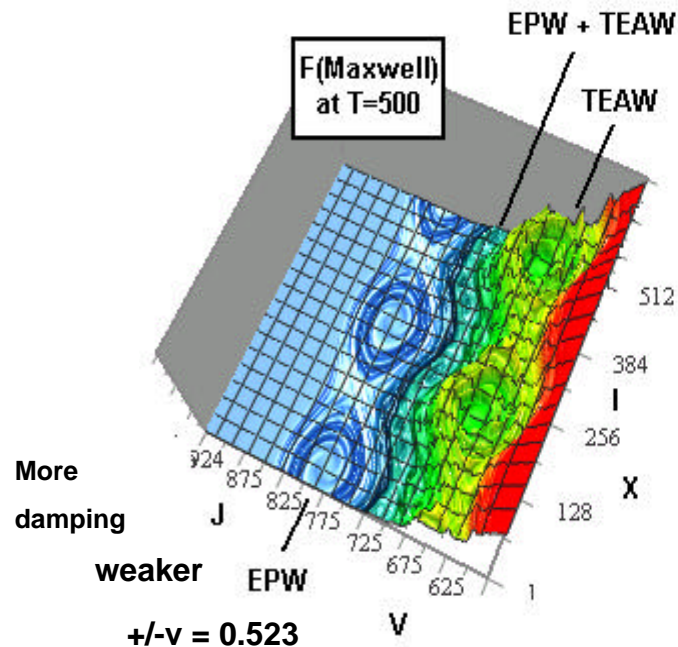 EPW + TEAW
F(Maxwell)
at T=500
TEAW
512
384
I
256
X
128
1
924
875
825
775
725
675
625
J
V
EPW
More
damping
weaker
+/-v = 0.523